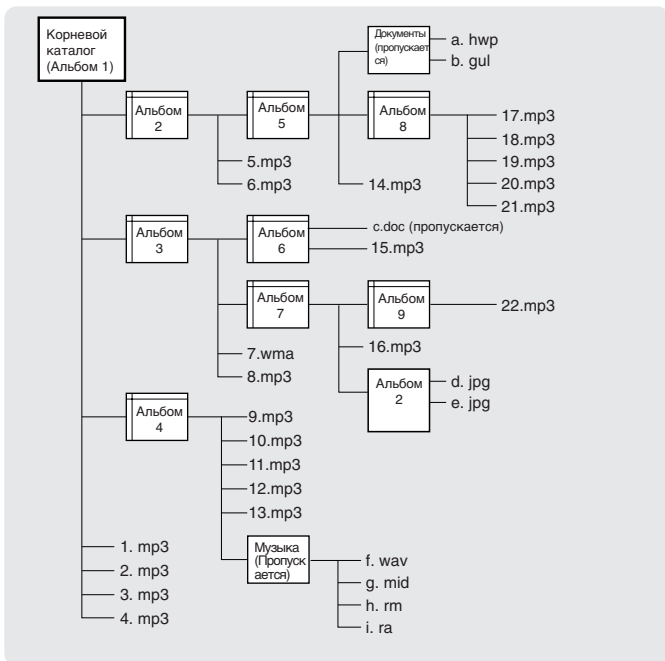 Корневой
каталог
(Альбом 1)
Документы
(пропускает
ся)
a. hwp
b. gul
Альбом
2
Альбом
5
Альбом
8
17.mp3
18.mp3
19.mp3
20.mp3
21.mp3
5.mp3
6.mp3
14.mp3
Альбом
3
Альбом
6
c.doc (пропускается)
15.mp3
Альбом
7
Альбом
9
22.mp3
16.mp3
7.wma
8.mp3
Альбом
2
d. jpg
e. jpg
Альбом
4
9.mp3
10.mp3
11.mp3
12.mp3
13.mp3
Музыка
(Пропуск
ается)
f. wav
g. mid
h. rm
i. ra
1. mp3
2. mp3
3. mp3
4. mp3